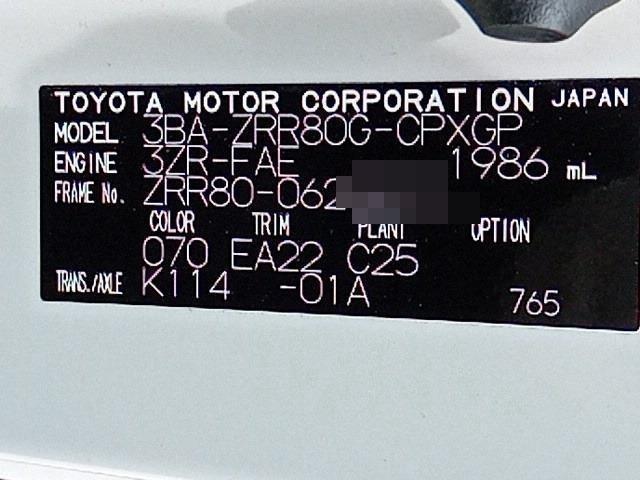 TOYOTA MOTOR CORPORATION JAPAN
MODEL 3BA-ZRR80G-CPXGP
ENGINE 3ZR-FAE 1986 mL
FRAME No. ZRR80-062
COLOR TRIM PLANT OPTION
070 EA22 C25
TRANS./AXLE K114 -01A 765